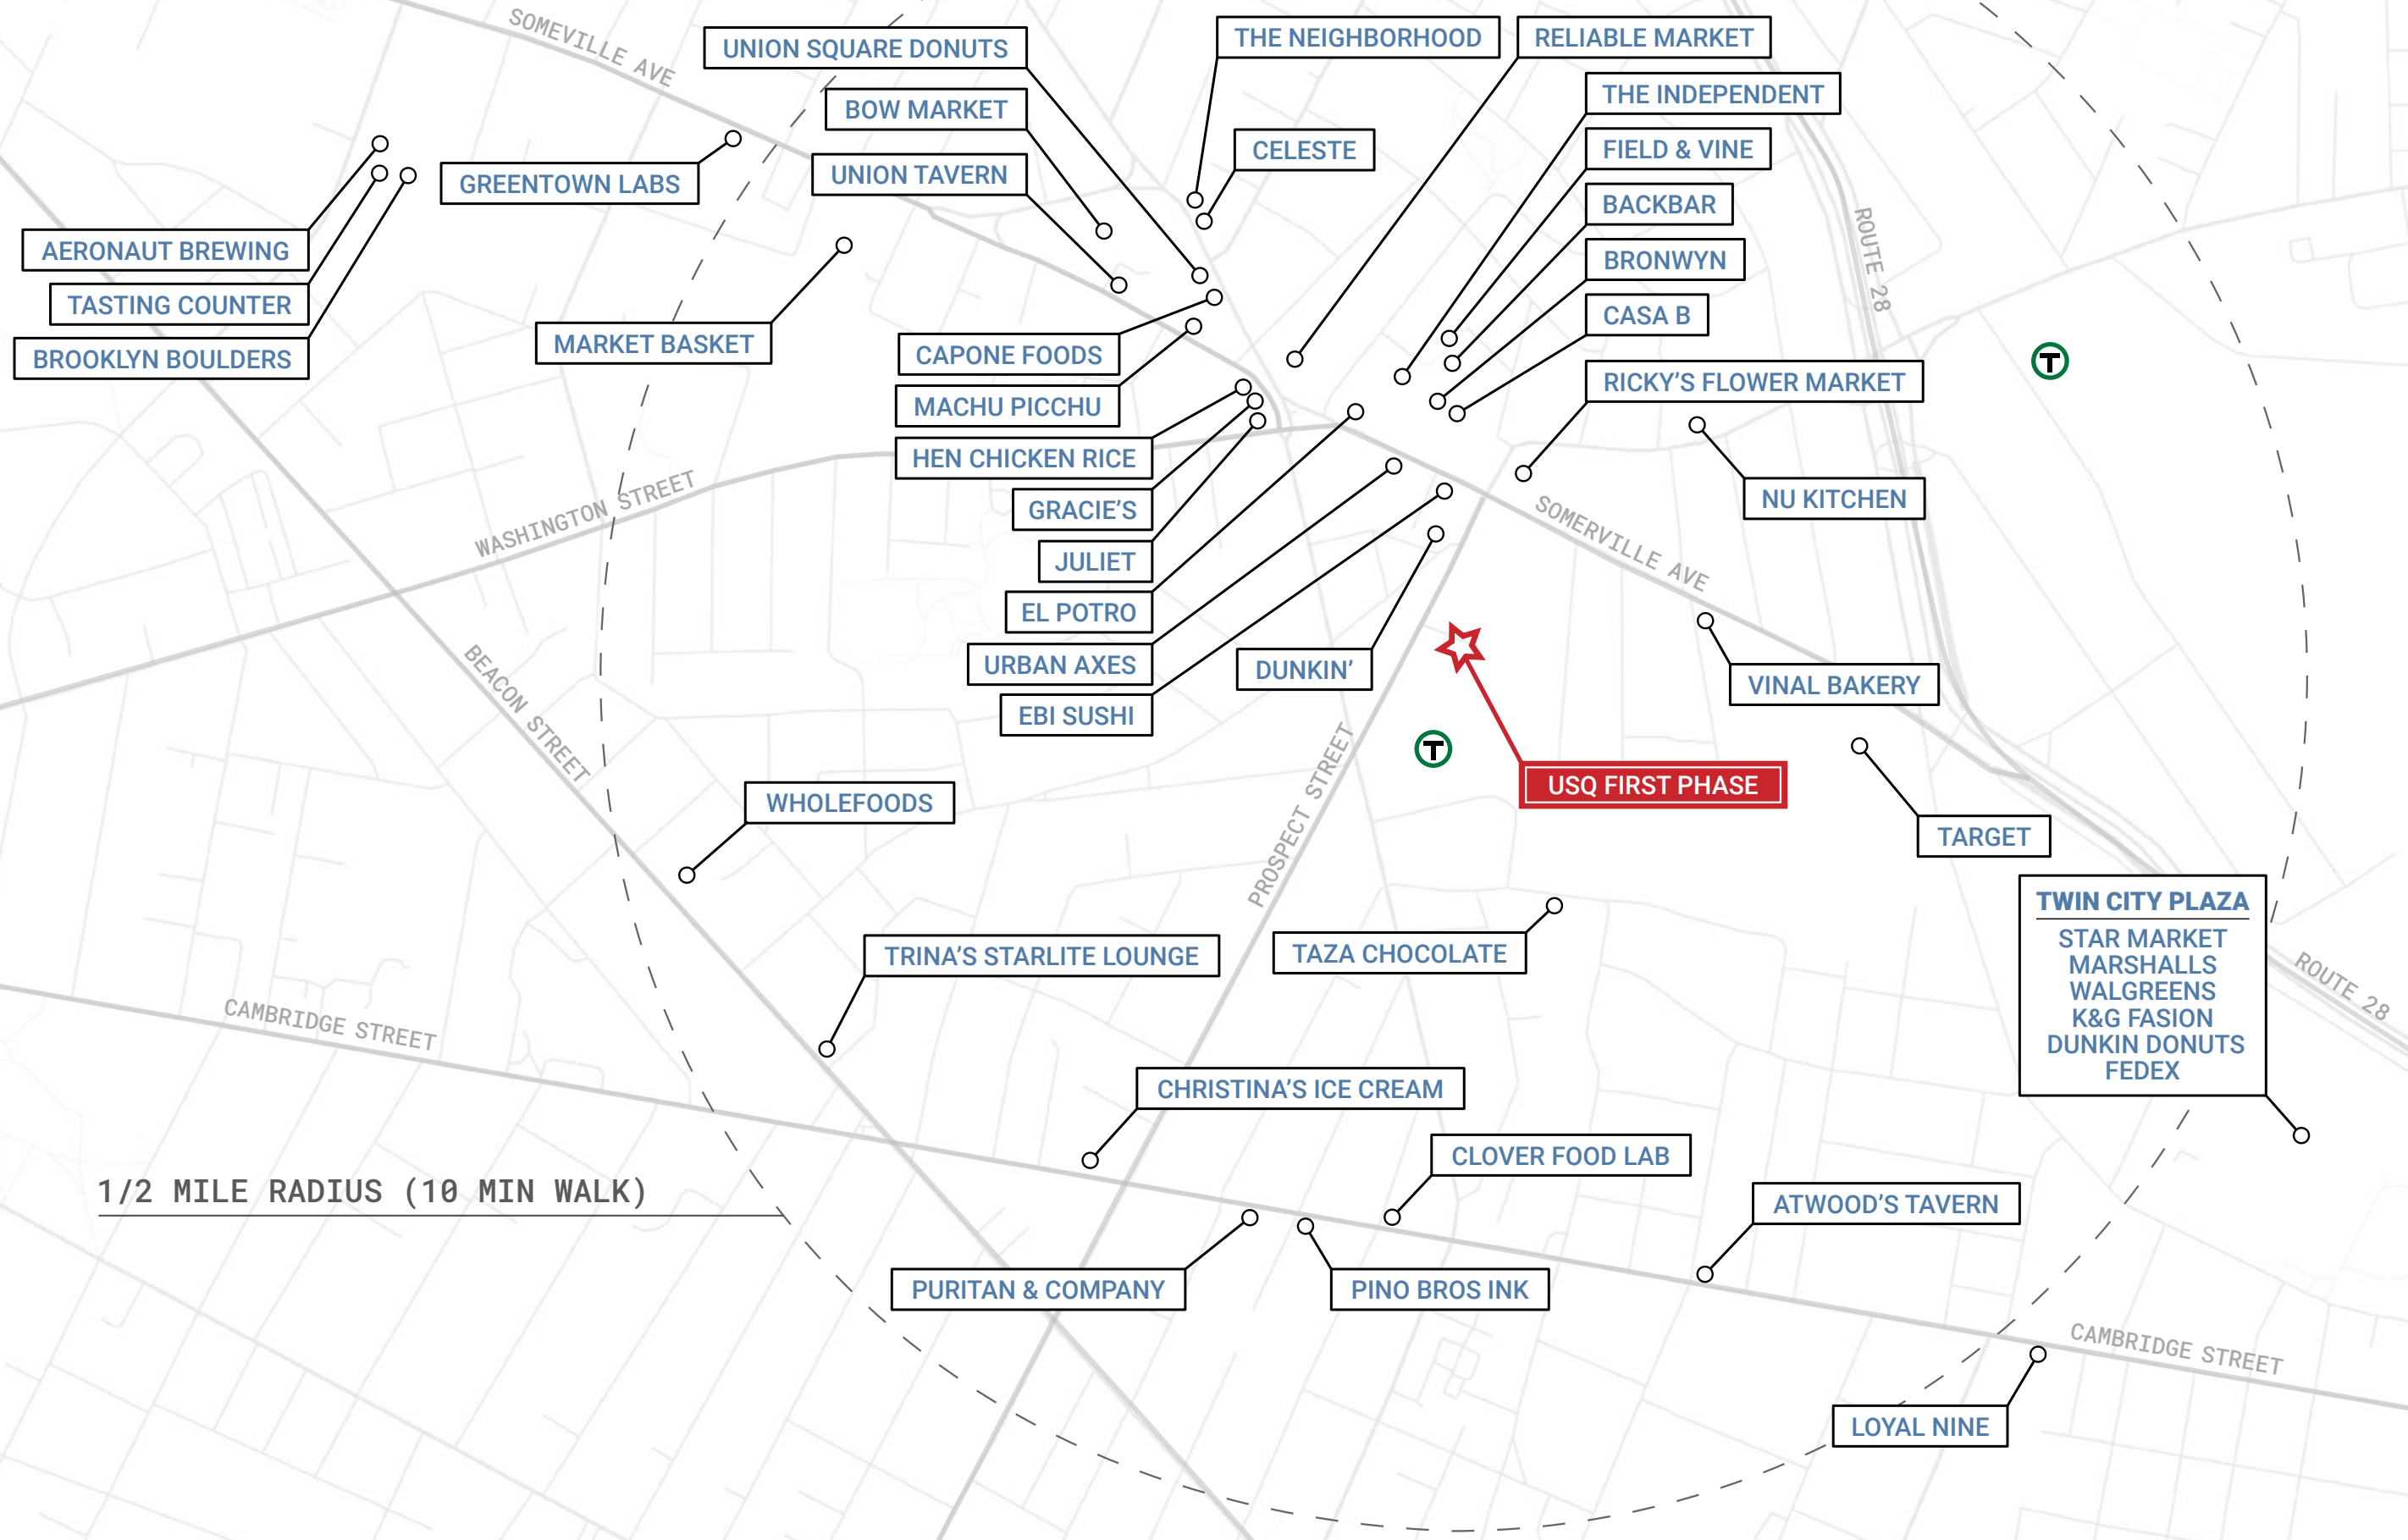 SOMEVILLE AVE
UNION SQUARE DONUTS
THE NEIGHBORHOOD
RELIABLE MARKET
THE INDEPENDENT
BOW MARKET
CELESTE
FIELD & VINE
UNION TAVERN
GREENTOWN LABS
BACKBAR
AERONAUT BREWING
BRONWYN
ROUTE 28
TASTING COUNTER
CASA B
BROOKLYN BOULDERS
MARKET BASKET
CAPONE FOODS
T
RICKY’S FLOWER MARKET
MACHU PICCHU
HEN CHICKEN RICE
NU KITCHEN
WASHINGTON STREET
GRACIE’S
SOMERVILLE AVE
JULIET
EL POTRO
URBAN AXES
DUNKIN’
VINAL BAKERY
BEACON STREET
EBI SUSHI
T
USQ FIRST PHASE
PROSPECT STREET
WHOLEFOODS
TARGET
TWIN CITY PLAZA
STAR MARKET
MARSHALLS
WALGREENS
K&G FASION
DUNKIN DONUTS
FEDEX
TRINA’S STARLITE LOUNGE
TAZA CHOCOLATE
ROUTE 28
CAMBRIDGE STREET
CHRISTINA’S ICE CREAM
CLOVER FOOD LAB
1/2 MILE RADIUS (10 MIN WALK)
ATWOOD’S TAVERN
PURITAN & COMPANY
PINO BROS INK
CAMBRIDGE STREET
LOYAL NINE